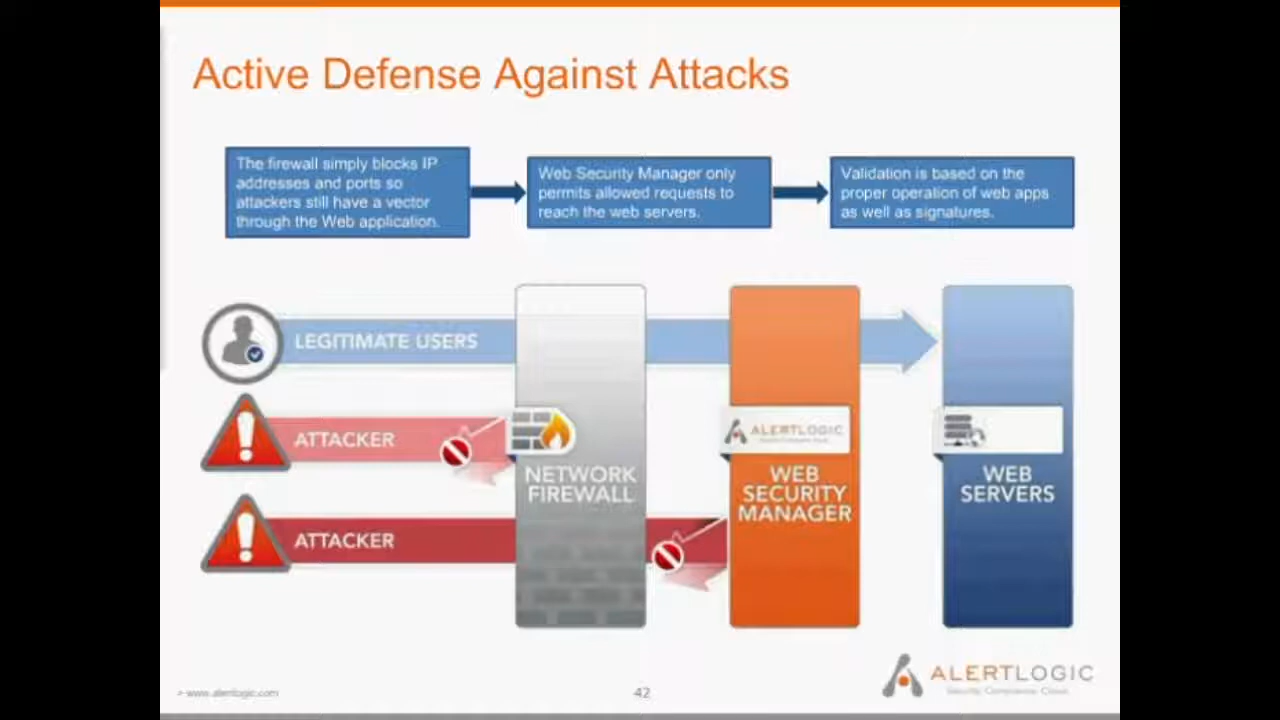 Active Defense Against Attacks
The firewall simply blocks IP
addresses and ports so
attackers still have a vector
through the Web application.
Web Security Manager only
permits allowed requests to
reach the web servers.
Validation is based on the
proper operation of web apps
as well as signatures.
LEGITIMATE USERS
ATTACKER
ATTACKER
NETWORK
FIREWALL
ALERTLOGIC
WEB
SECURITY
MANAGER
WEB
SERVERS
> www.alertlogic.com
42
ALERTLOGIC
Security. Compliance. Cloud.